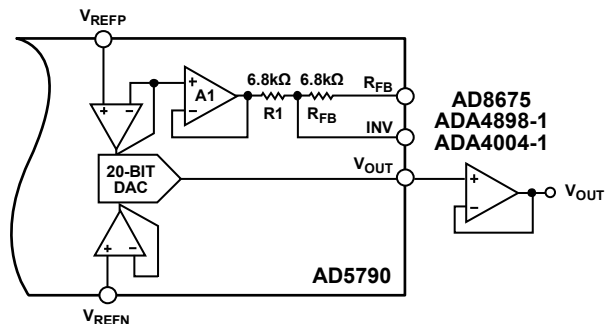 VREFP
6.8kΩ 6.8kΩ RFB
A1
R1 RFB
INV
AD8675
ADA4898-1
ADA4004-1
20-BIT
DAC
VOUT
VOUT
AD5790
VREFN
+ −
+
−
+ −
+
−